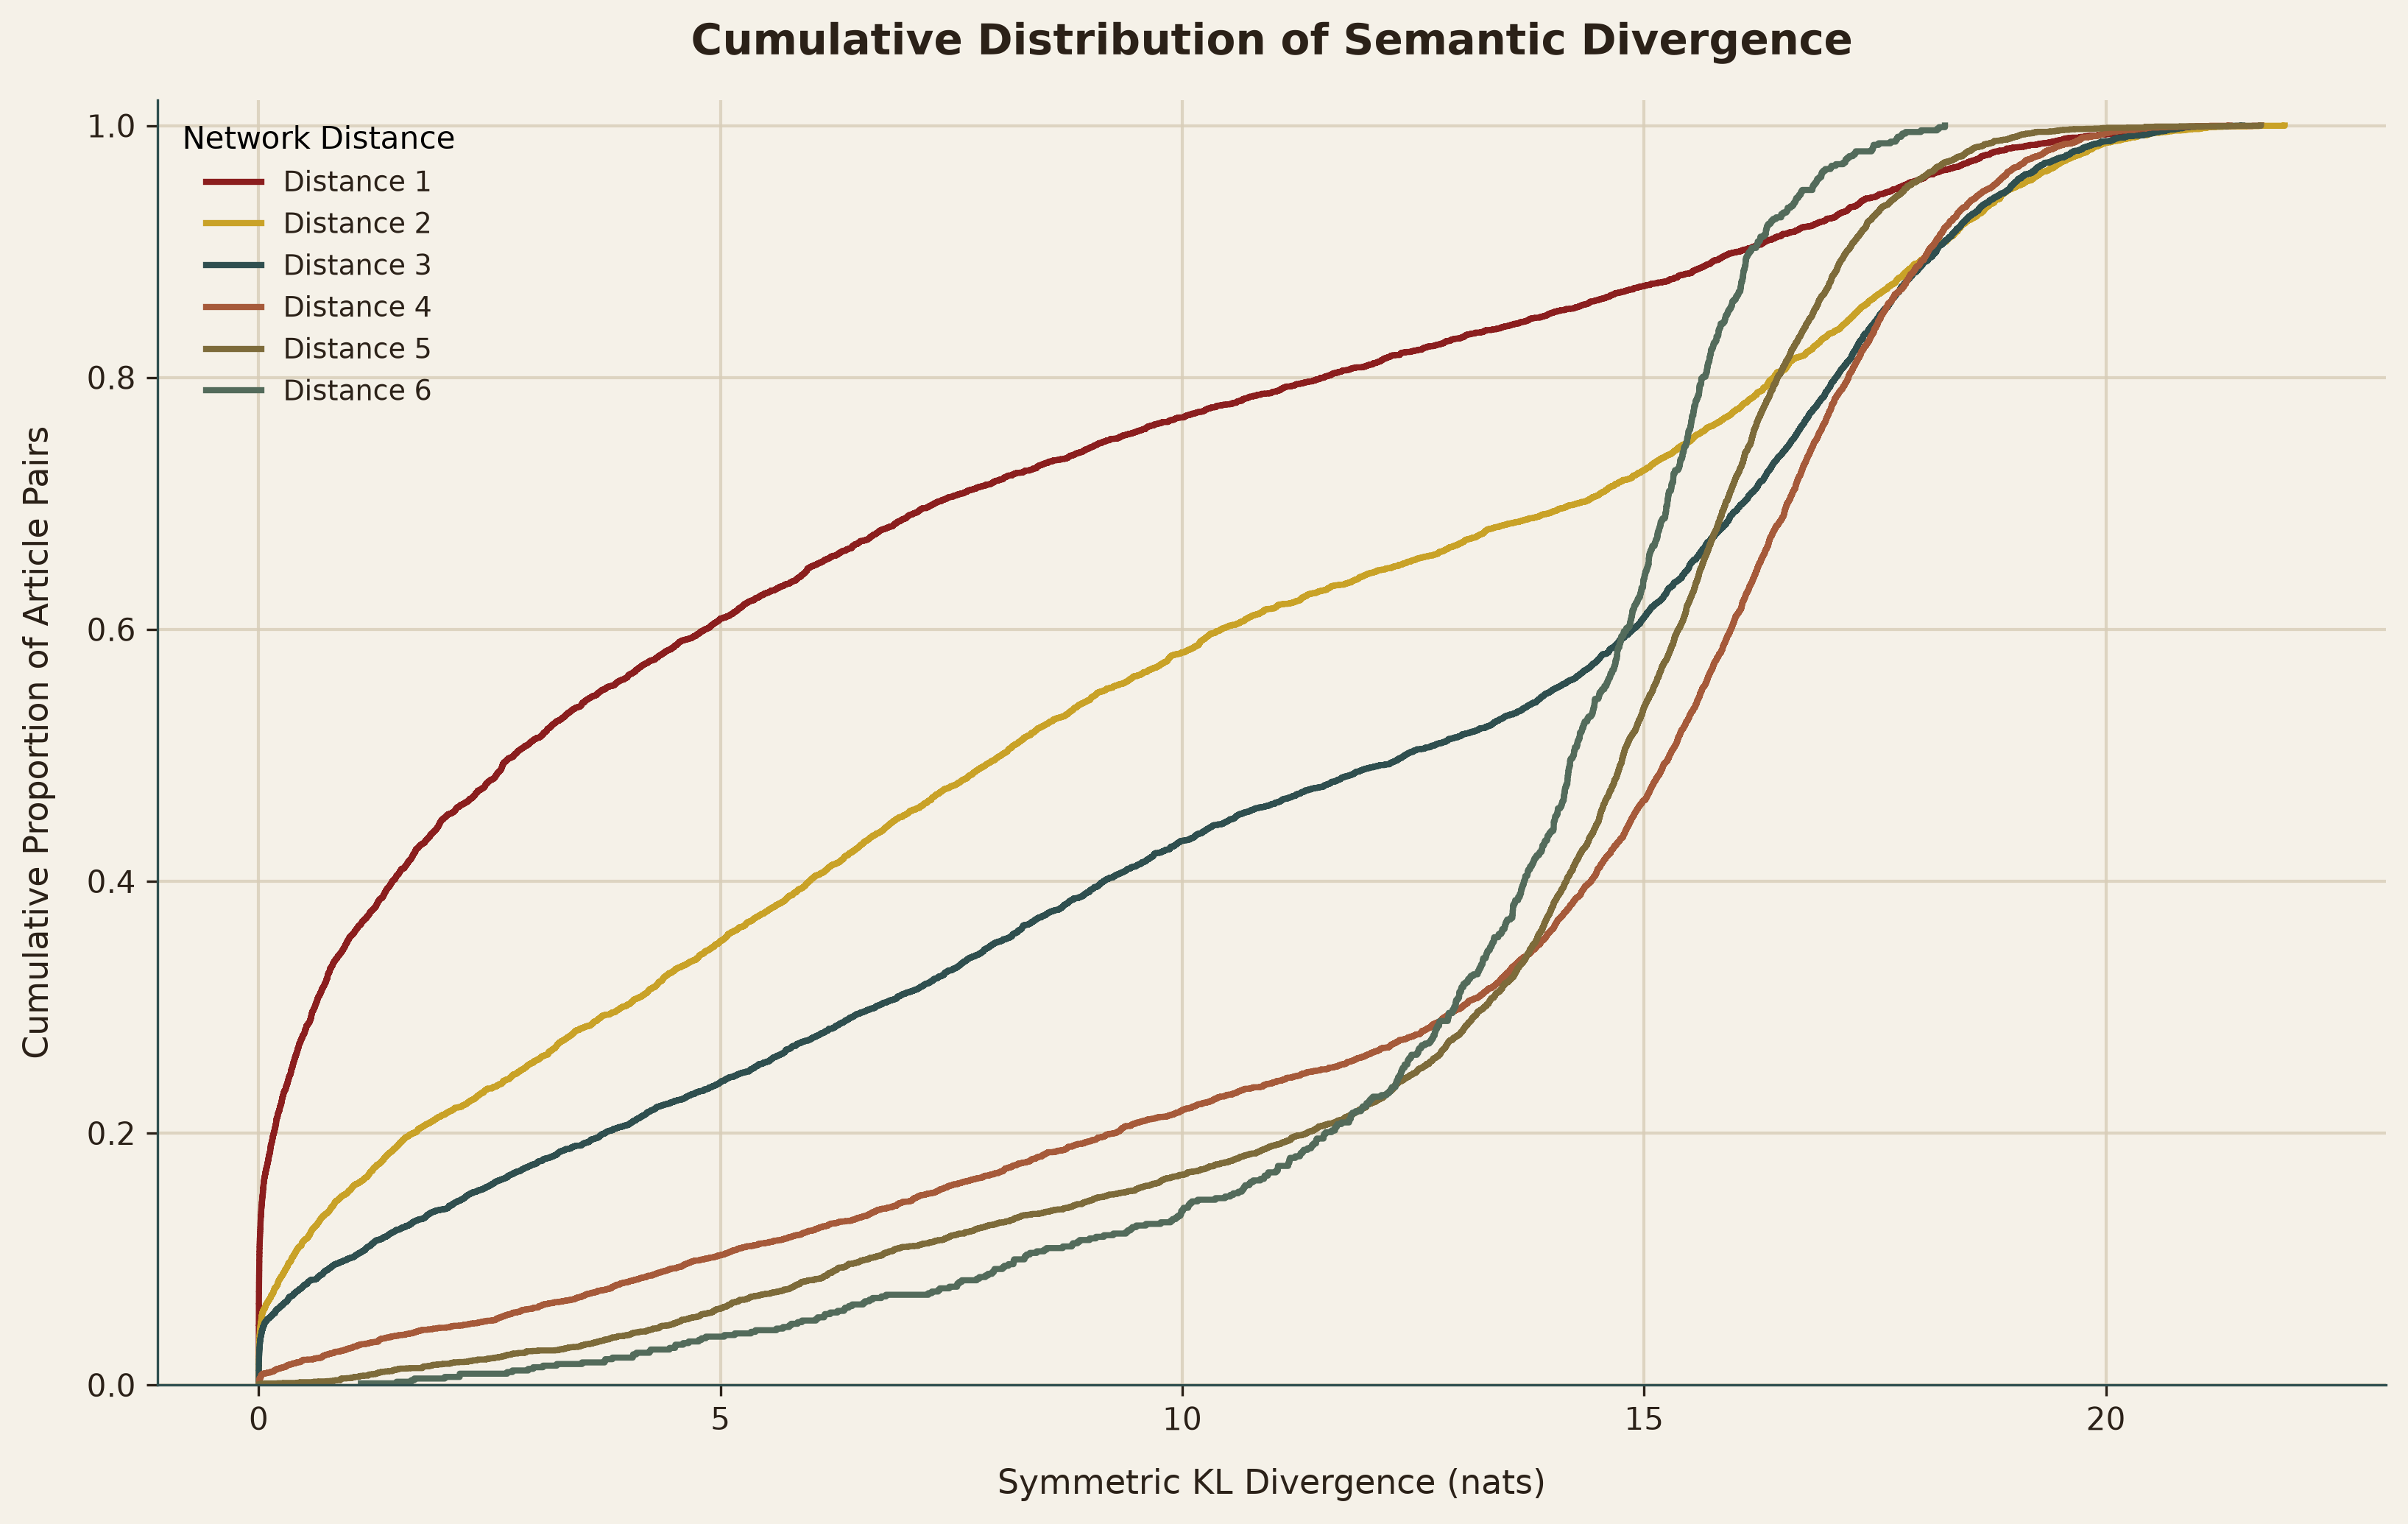 Cumulative Distribution of Semantic Divergence
Cumulative Proportion of Article Pairs
1.0
0.8
0.6
0.4
0.2
0.0
Network Distance
Distance 1
Distance 2
Distance 3
Distance 4
Distance 5
Distance 6
0 5 10 15 20
Symmetric KL Divergence (nats)